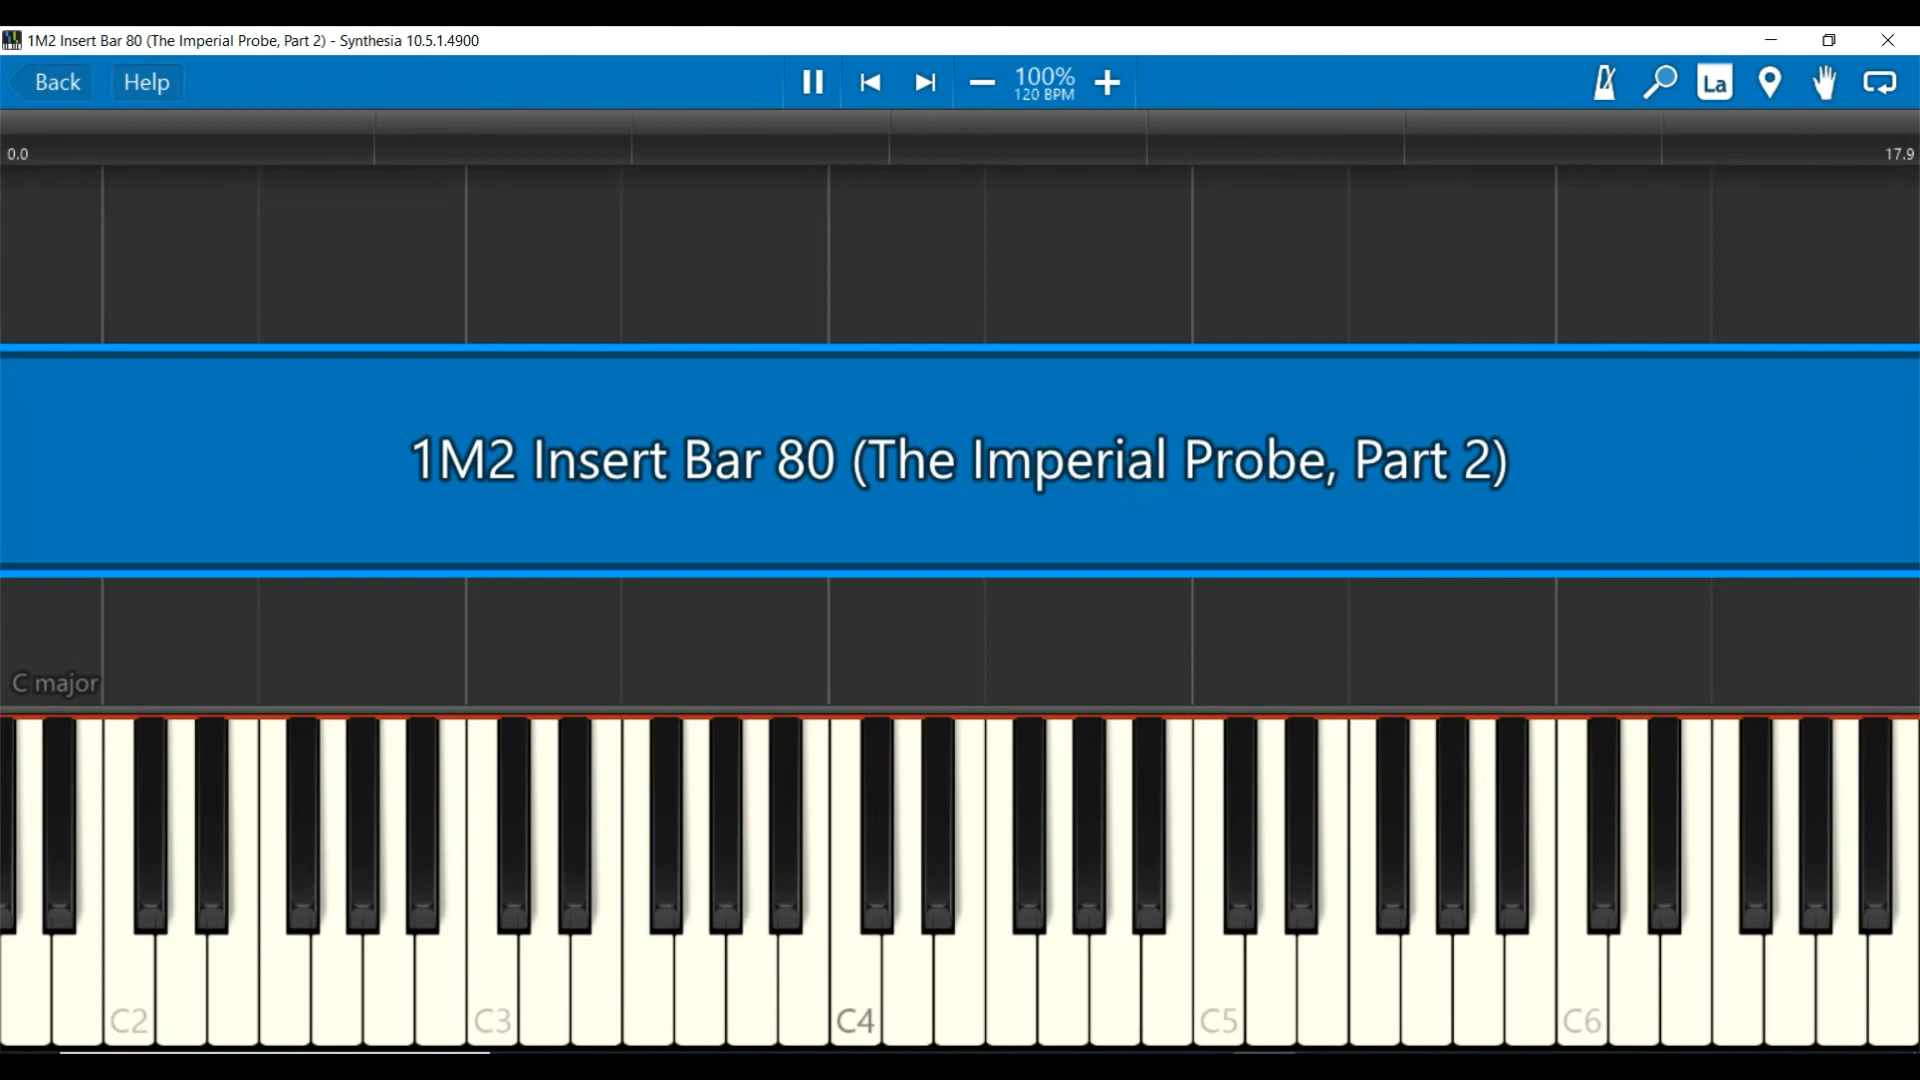 1M2 Insert Bar 80 (The Imperial Probe, Part 2) - Synthesia 10.5.1.4900
Back
Help
100%
120 BPM
La
0.0
17.9
1M2 Insert Bar 80 (The Imperial Probe, Part 2)
C major
C2
C3
C4
C5
C6